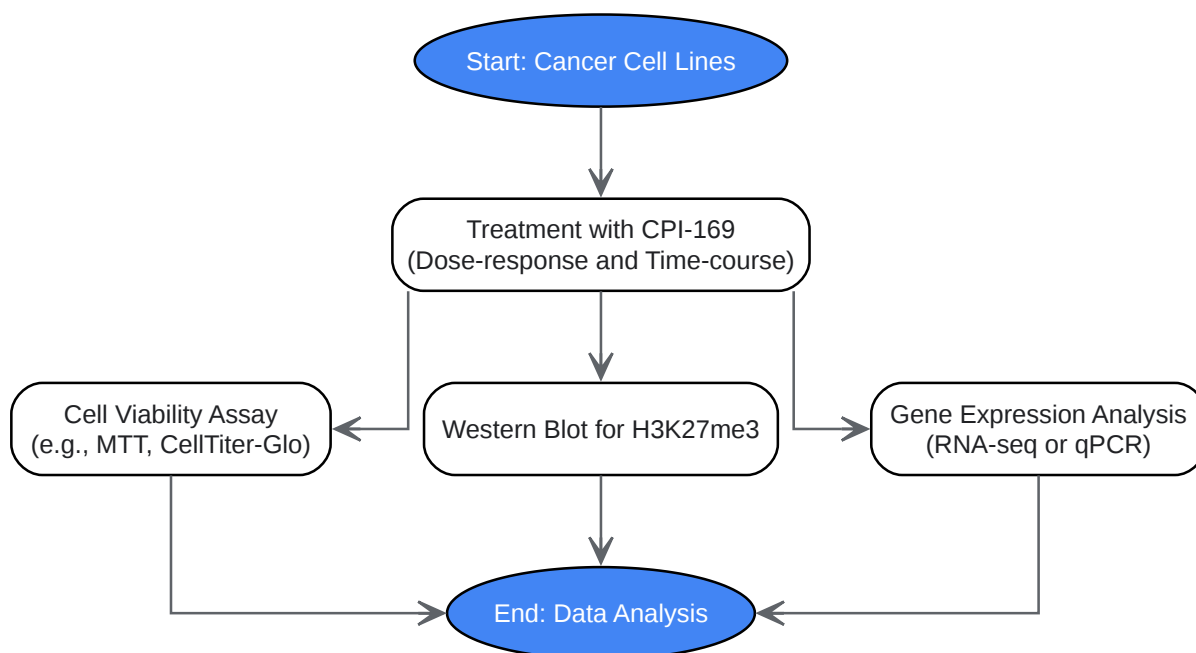 Start: Cancer Cell Lines
Treatment with CPI-169
(Dose-response and Time-course)
Cell Viability Assay
(e.g., MTT, CellTiter-Glo)
Western Blot for H3K27me3
Gene Expression Analysis
(RNA-seq or qPCR)
End: Data Analysis